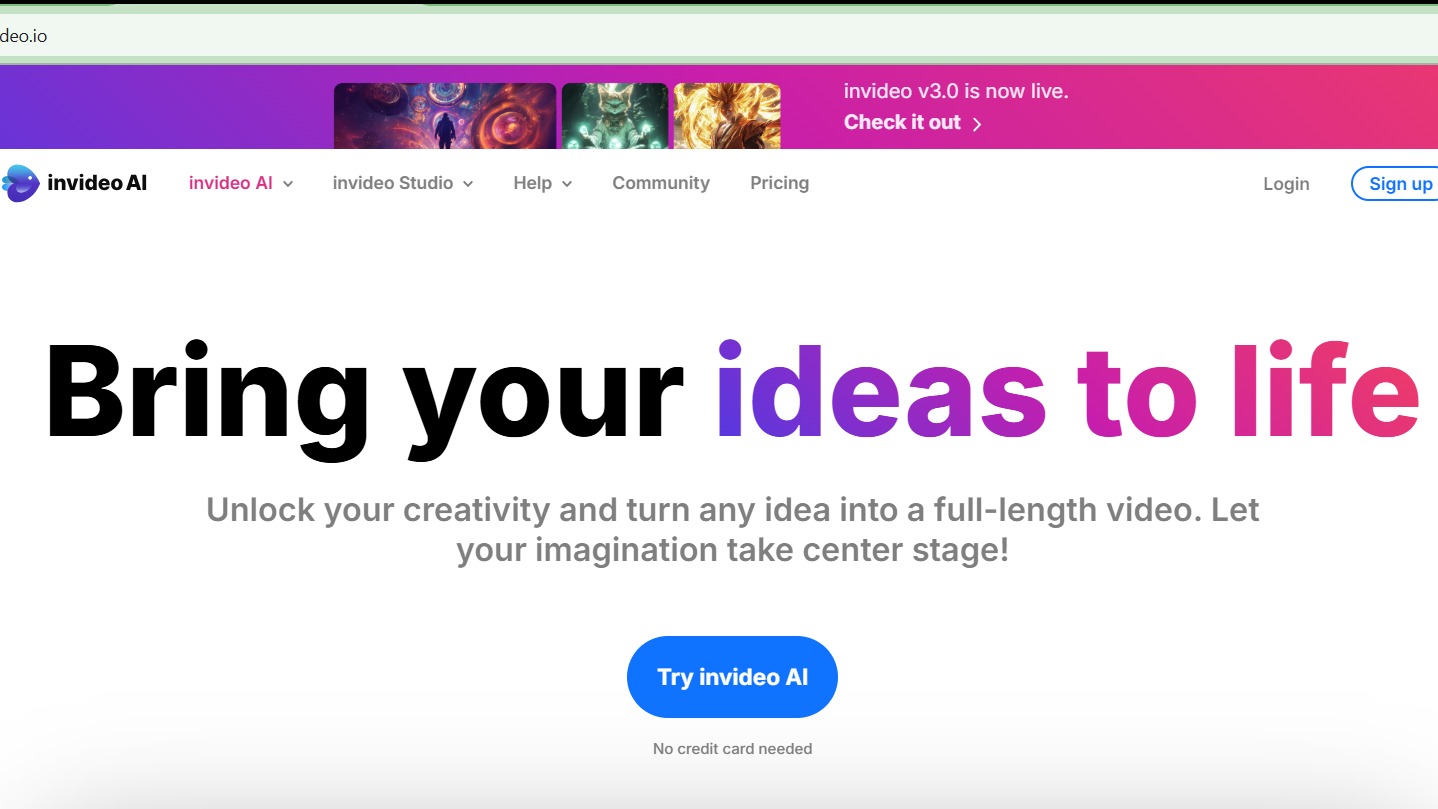 deo.io
invideo v3.0 is now live.
Check it out
invideo AI
invideo AI
invideo Studio
Help
Community
Pricing
Login
Sign up
Bring your ideas to life
Unlock your creativity and turn any idea into a full-length video. Let
your imagination take center stage!
Try invideo AI
No credit card needed